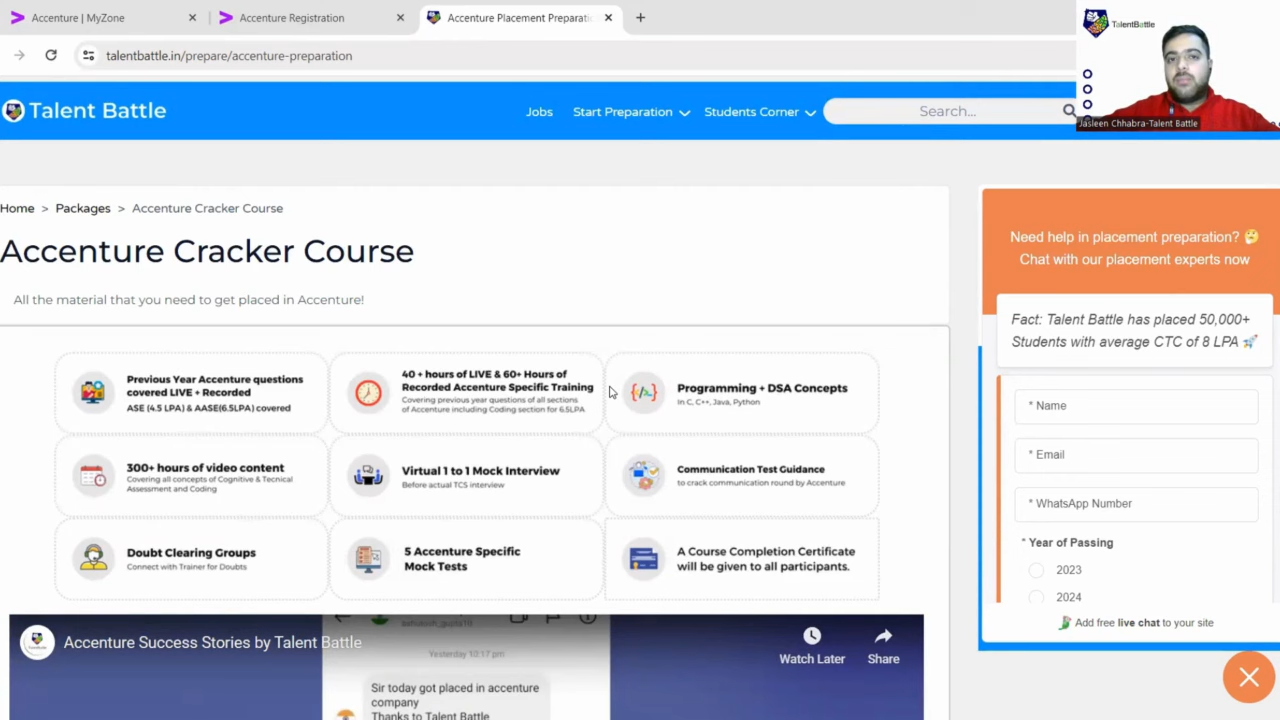 Accenture | MyZone
Accenture Registration
Accenture Placement Preparati
talentbattle.in/prepare/accenture-preparation
TalentBattle
Jasleen Chhabra-Talent Battle
Talent Battle
Jobs
Start Preparation
Students Corner
Search...
Home > Packages > Accenture Cracker Course
Accenture Cracker Course
All the material that you need to get placed in Accenture!
Previous Year Accenture questions
covered LIVE + Recorded
ASE (4.5 LPA) & AASE(6.5LPA) covered
40 + hours of LIVE & 60+ Hours of
Recorded Accenture Specific Training
Covering previous year questions of all sections
of Accenture including Coding section for 6.5LPA
Programming + DSA Concepts
In C, C++, Java, Python
300+ hours of video content
Covering all concepts of Cognitive & Tecnical
Assessment and Coding
Virtual 1 to 1 Mock Interview
Before actual TCS interview
Communication Test Guidance
to crack communication round by Accenture
Doubt Clearing Groups
Connect with Trainer for Doubts
5 Accenture Specific
Mock Tests
A Course Completion Certificate
will be given to all participants.
Accenture Success Stories by Talent Battle
Watch Later
Share
Yesterday 10:17 pm
Sir today got placed in accenture
company
Thanks to Talent Battle
Need help in placement preparation? 🤔
Chat with our placement experts now
Fact: Talent Battle has placed 50,000+
Students with average CTC of 8 LPA 🚀
* Name
* Email
* WhatsApp Number
* Year of Passing
2023
2024
Add free live chat to your site